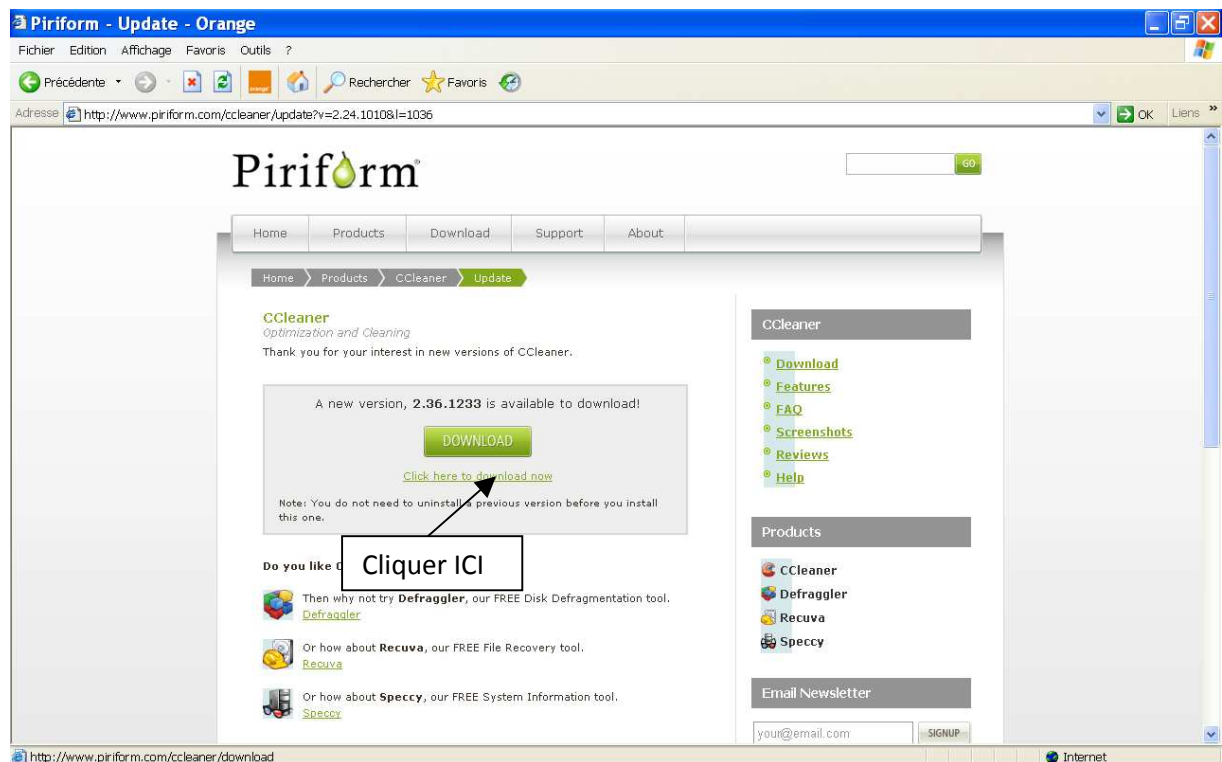 Piriform - Update - Orange
Fichier Edition Affichage Favoris Outils ?
Précédente Rechercher Favoris
Adresse http://www.piriform.com/ccleaner/update?v=2.24.1010&l=1036 OK Liens »
Piriform
GO
Home Products Download Support About
Home Products CCleaner Update
CCleaner
Optimization and Cleaning
Thank you for your interest in new versions of CCleaner.
A new version, 2.36.1233 is available to download!
DOWNLOAD
Click here to download now
Note: You do not need to uninstall a previous version before you install
this one.
Cliquer ICI
Do you like
Then why not try Defraggler, our FREE Disk Defragmentation tool.
Defraggler
Or how about Recuva, our FREE File Recovery tool.
Recuva
Or how about Speccy, our FREE System Information tool.
Speccy
CCleaner
Download
Features
FAQ
Screenshots
Reviews
Help
Products
CCleaner
Defraggler
Recuva
Speccy
Email Newsletter
your@email.com SIGNUP
http://www.piriform.com/ccleaner/download Internet